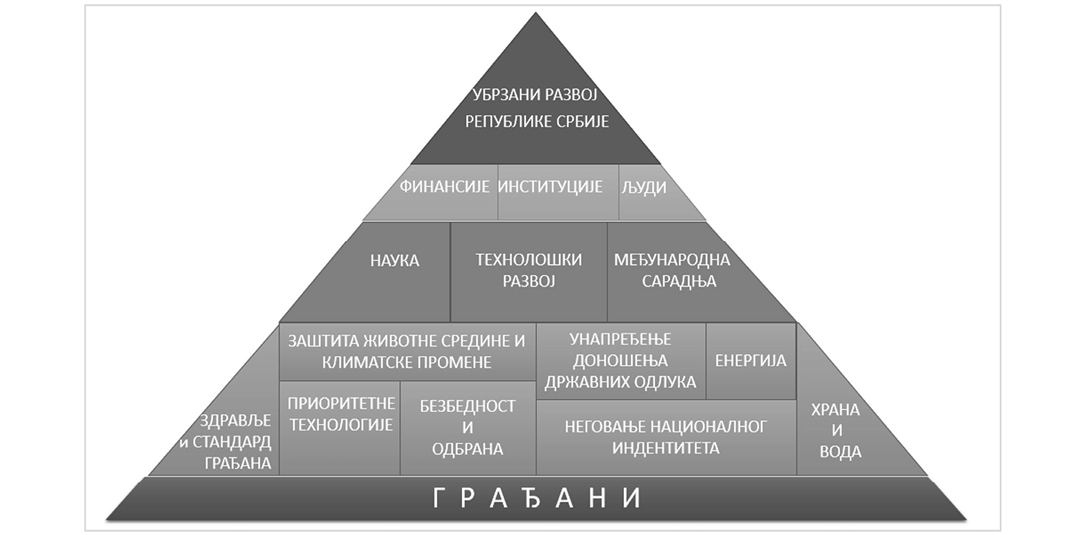 УБРЗАНИ РАЗВОЈ
РЕПУБЛИКЕ СРБИЈЕ
ФИНАНСИЈЕ
ИНСТИТУЦИЈЕ
ЉУДИ
НАУКА
ТЕХНОЛОШКИ
РАЗВОЈ
МЕЂУНАРОДНА
САРАДЊА
ЗАШТИТА ЖИВОТНЕ СРЕДИНЕ И
КЛИМАТСКЕ ПРОМЕНЕ
УНАПРЕЂЕЊЕ
ДОНОШЕЊА
ДРЖАВНИХ ОДЛУКА
ЕНЕРГИЈА
ЗДРАВЉЕ
и СТАНДАРД
ГРАЂАНА
ПРИОРИТЕТНЕ
ТЕХНОЛОГИЈЕ
БЕЗБЕДНОСТ
И
ОДБРАНА
НЕГОВАЊЕ НАЦИОНАЛНОГ
ИНДЕНТИТЕТА
ХРАНА
И
ВОДА
ГРАЂАНИ